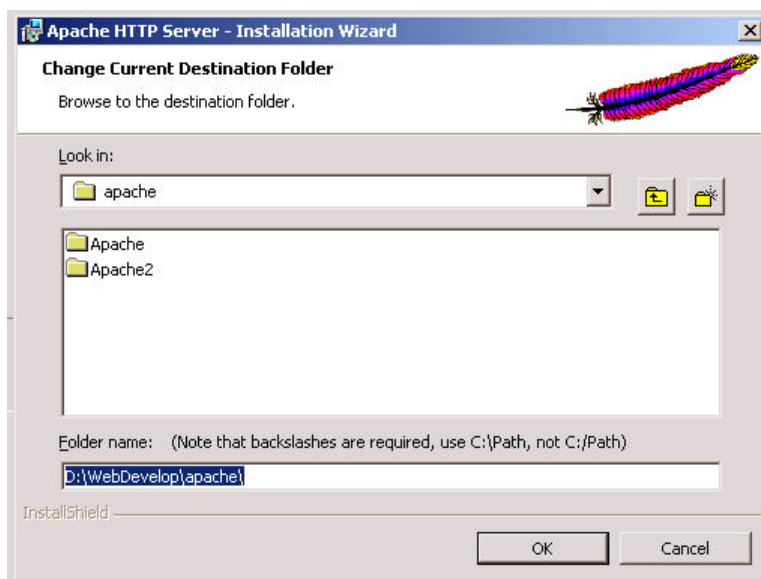 Apache HTTP Server - Installation Wizard
Change Current Destination Folder
Browse to the destination folder.
Look in:
apache
Apache
Apache2
Folder name: (Note that backslashes are required, use C:\Path, not C:/Path)
D:\WebDevelop\apache\
InstallShield
OK Cancel